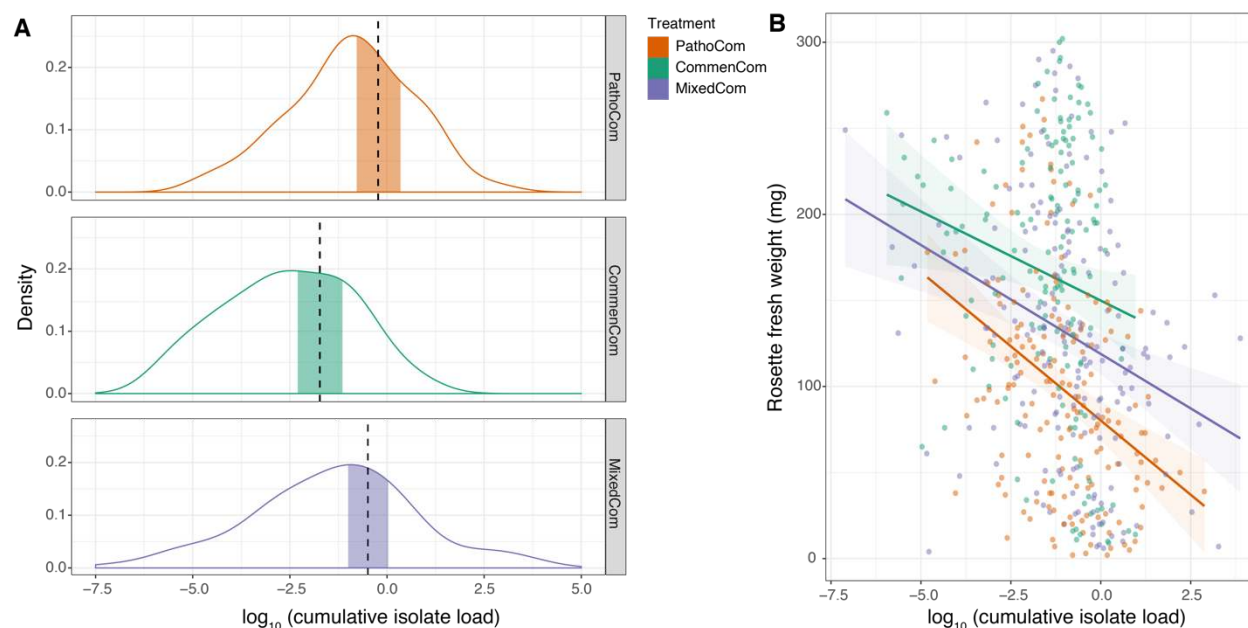 A
Density
0.2
0.1
0.0
PathoCom
0.2
0.1
0.0
CommenCom
0.2
0.1
0.0
MixedCom
−7.5 −5.0 −2.5 0.0 2.5 5.0
log₁₀ (cumulative isolate load)
Treatment
PathoCom
CommenCom
MixedCom
B
Rosette fresh weight (mg)
300
200
100
0
−7.5 −5.0 −2.5 0.0 2.5
log₁₀ (cumulative isolate load)